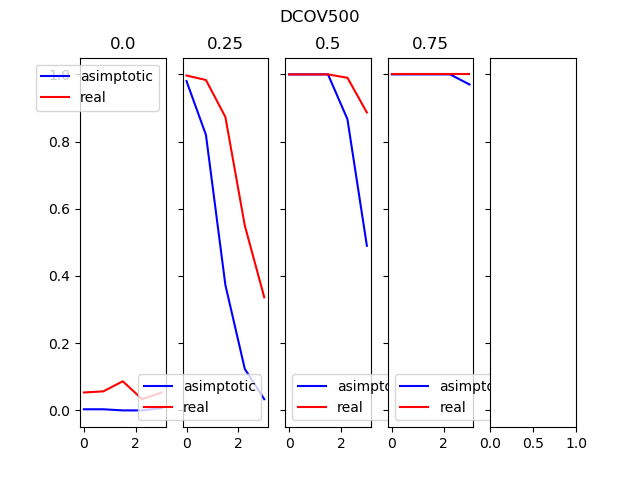 DCOV500
0.0 0.25 0.5 0.75
asimptotic
real
1.0
0.8
0.6
0.4
0.2
0.0
asimptotic
real
asimpto
real
asimpto
real
0 2 0 2 0 2 0 2 0.0 0.5 1.0